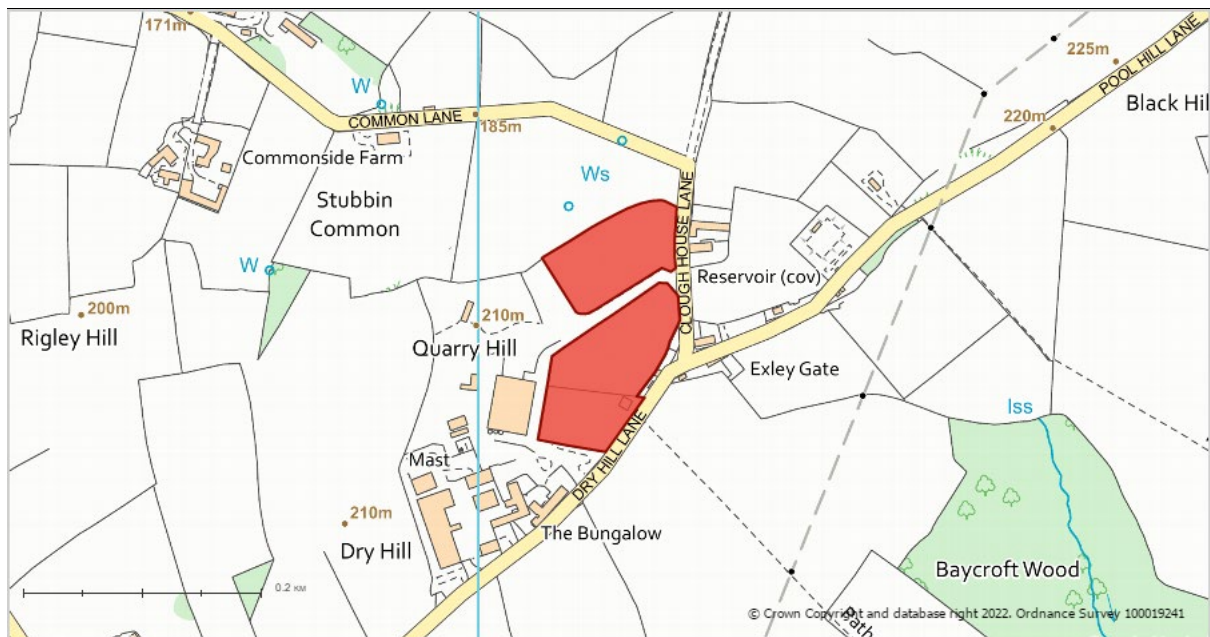 171m
225m
POOL HILL LANE
W
COMMON LANE
185m
220m
Black Hil
Commonside Farm
Ws
Stubbin
Common
CLOUGH HOUSE LANE
W
Reservoir (cov)
200m
210m
Rigley Hill
Quarry Hill
Exley Gate
Iss
DRY HILL LANE
Mast
210m
The Bungalow
Dry Hill
Baycroft Wood
0.2 KM
© Crown Copyright and database right 2022. Ordnance Survey 100019241
Path